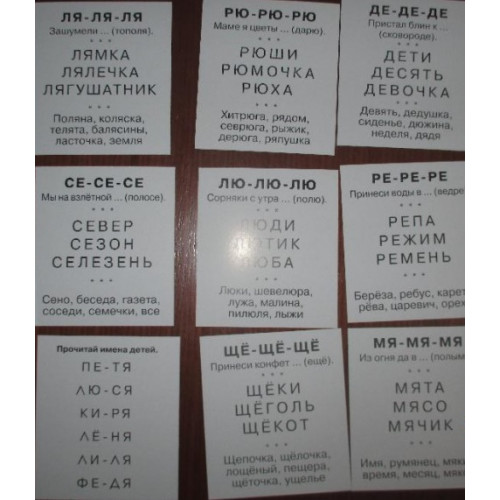 ЛЯ-ЛЯ-ЛЯ
Зашумели ... (тополя).
* * *
ЛЯМКА
ЛЯЛЕЧКА
ЛЯГУШАТНИК
* * *
Поляна, коляска,
телята, балясины,
ласточка, земля
РЮ-РЮ-РЮ
Маме я цветы ... (дарю).
* * *
РЮШИ
РЮМОЧКА
РЮХА
* * *
Хитрюга, рядом,
севрюга, рыжик,
дерюга, ряпушка
ДЕ-ДЕ-ДЕ
Пристал блин к ...
(сковороде).
* * *
ДЕТИ
ДЕСЯТЬ
ДЕВОЧКА
* * *
Девять, дедушка,
сиденье, дюжина,
неделя, дядя
СЕ-СЕ-СЕ
Мы на взлётной ... (полосе).
* * *
СЕВЕР
СЕЗОН
СЕЛЕЗЕНЬ
* * *
Сено, беседа, газета,
соседи, семечки, все
ЛЮ-ЛЮ-ЛЮ
Сорняки с утра ... (полю).
* * *
ЛЮДИ
ЛЮТИК
ЛЮБА
* * *
Люки, шевелюра,
лужа, малина,
пилюля, лыжи
РЕ-РЕ-РЕ
Принеси воды в ... (ведре
* * *
РЕПА
РЕЖИМ
РЕМЕНЬ
* * *
Берёза, ребус, карет
рёва, царевич, орех
Прочитай имена детей.
ПЕ-ТЯ
ЛЮ-СЯ
КИ-РЯ
ЛЁ-НЯ
ЛИ-ЛЯ
ФЕ-ДЯ
ЩЁ-ЩЁ-ЩЁ
Принеси конфет ... (ещё).
* * *
ЩЁКИ
ЩЁГОЛЬ
ЩЁКОТ
* * *
Щепочка, щёлочка,
лощёный, пещера,
щёточка, ущелье
МЯ-МЯ-МЯ
Из огня да в ... (полым
* * *
МЯТА
МЯСО
МЯЧИК
* * *
Имя, румянец, мяк
время, месяц, мяк